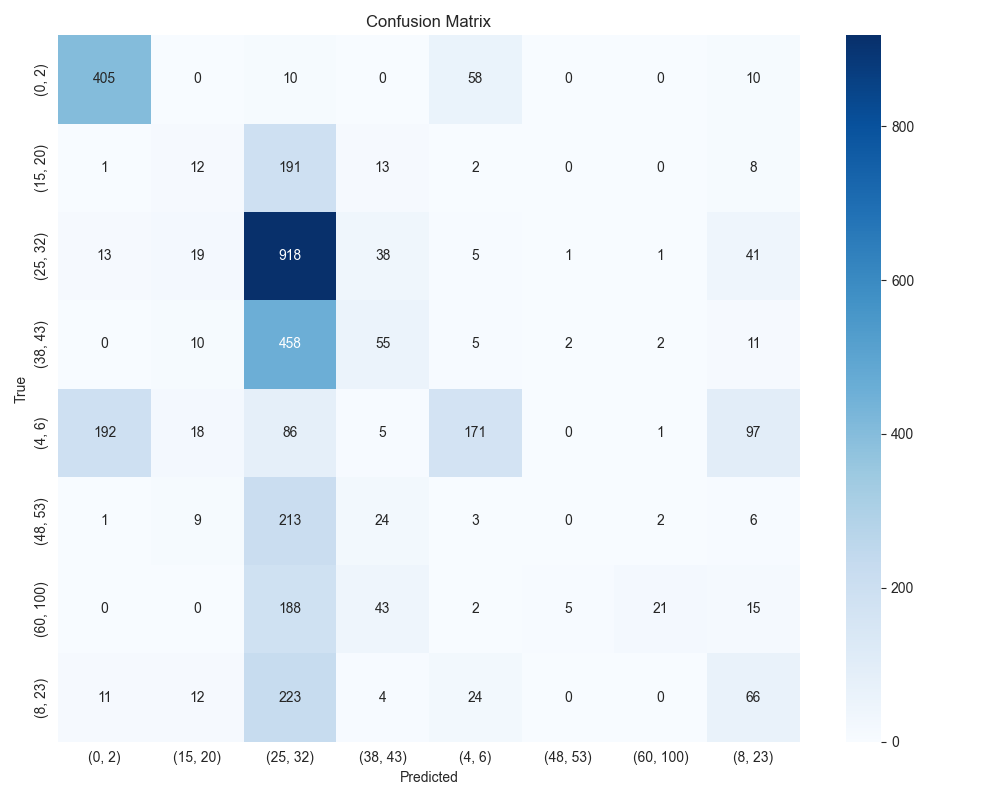 Confusion Matrix
True
(0, 2) 405 0 10 0 58 0 0 10
(15, 20) 1 12 191 13 2 0 0 8
(25, 32) 13 19 918 38 5 1 1 41
(38, 43) 0 10 458 55 5 2 2 11
(4, 6) 192 18 86 5 171 0 1 97
(48, 53) 1 9 213 24 3 0 2 6
(60, 100) 0 0 188 43 2 5 21 15
(8, 23) 11 12 223 4 24 0 0 66
(0, 2) (15, 20) (25, 32) (38, 43) (4, 6) (48, 53) (60, 100) (8, 23)
Predicted
800
600
400
200
0